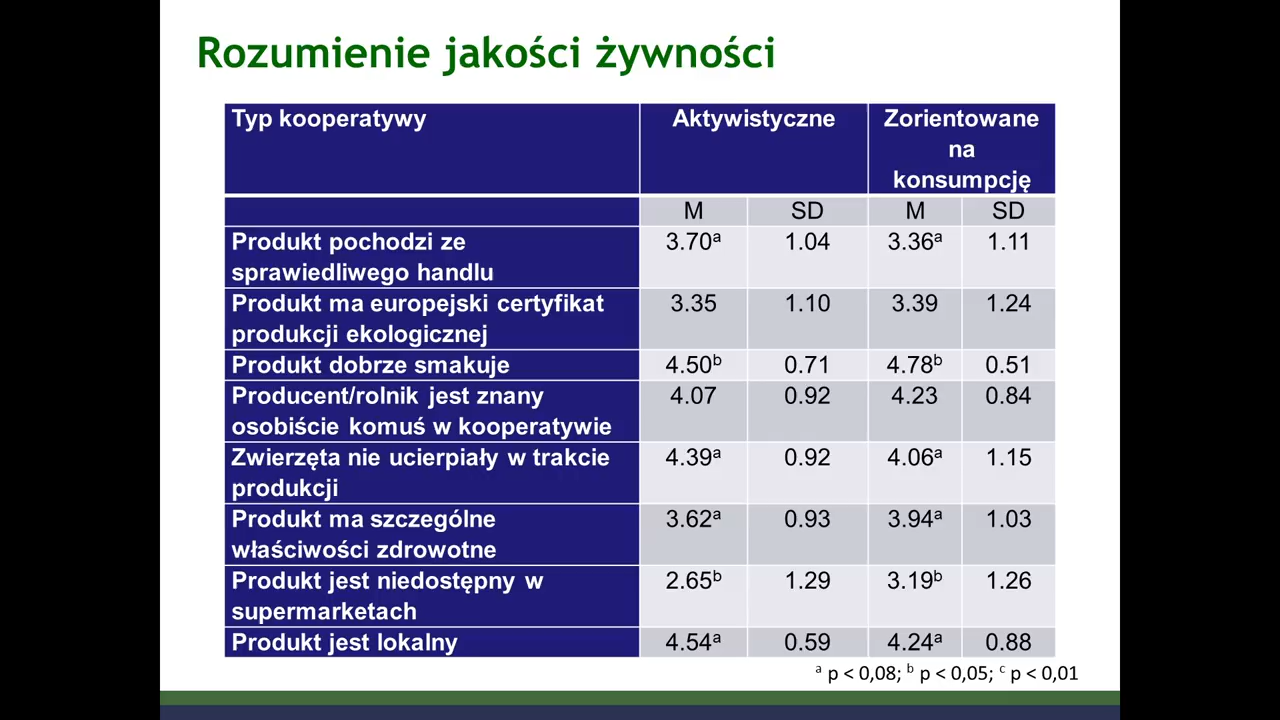 Rozumienie jakości żywności
Typ kooperatywy Aktywistyczne Zorientowane
na
konsumpcję
M SD M SD
Produkt pochodzi ze 3.70ᵃ 1.04 3.36ᵃ 1.11
sprawiedliwego handlu
Produkt ma europejski certyfikat 3.35 1.10 3.39 1.24
produkcji ekologicznej
Produkt dobrze smakuje 4.50ᵇ 0.71 4.78ᵇ 0.51
Producent/rolnik jest znany 4.07 0.92 4.23 0.84
osobiście komuś w kooperatywie
Zwierzęta nie ucierpiały w trakcie 4.39ᵃ 0.92 4.06ᵃ 1.15
produkcji
Produkt ma szczególne 3.62ᵃ 0.93 3.94ᵃ 1.03
właściwości zdrowotne
Produkt jest niedostępny w 2.65ᵇ 1.29 3.19ᵇ 1.26
supermarketach
Produkt jest lokalny 4.54ᵃ 0.59 4.24ᵃ 0.88
ᵃ p < 0,08; ᵇ p < 0,05; ᶜ p < 0,01